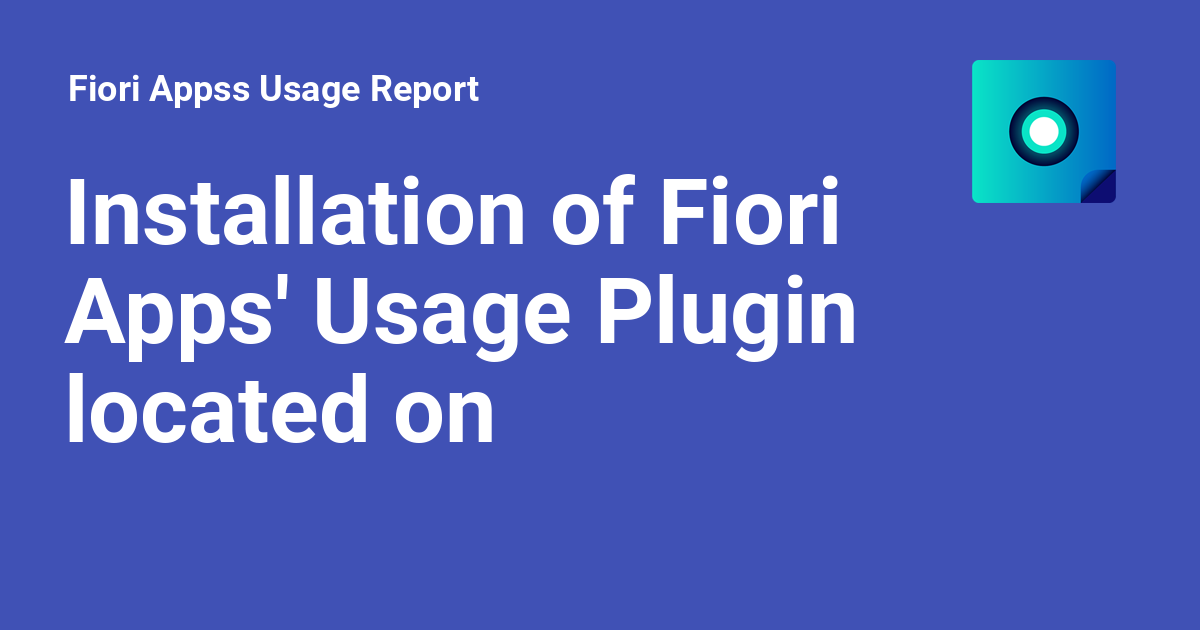 Fiori Appss Usage Report
Installation of Fiori
Apps' Usage Plugin
located on